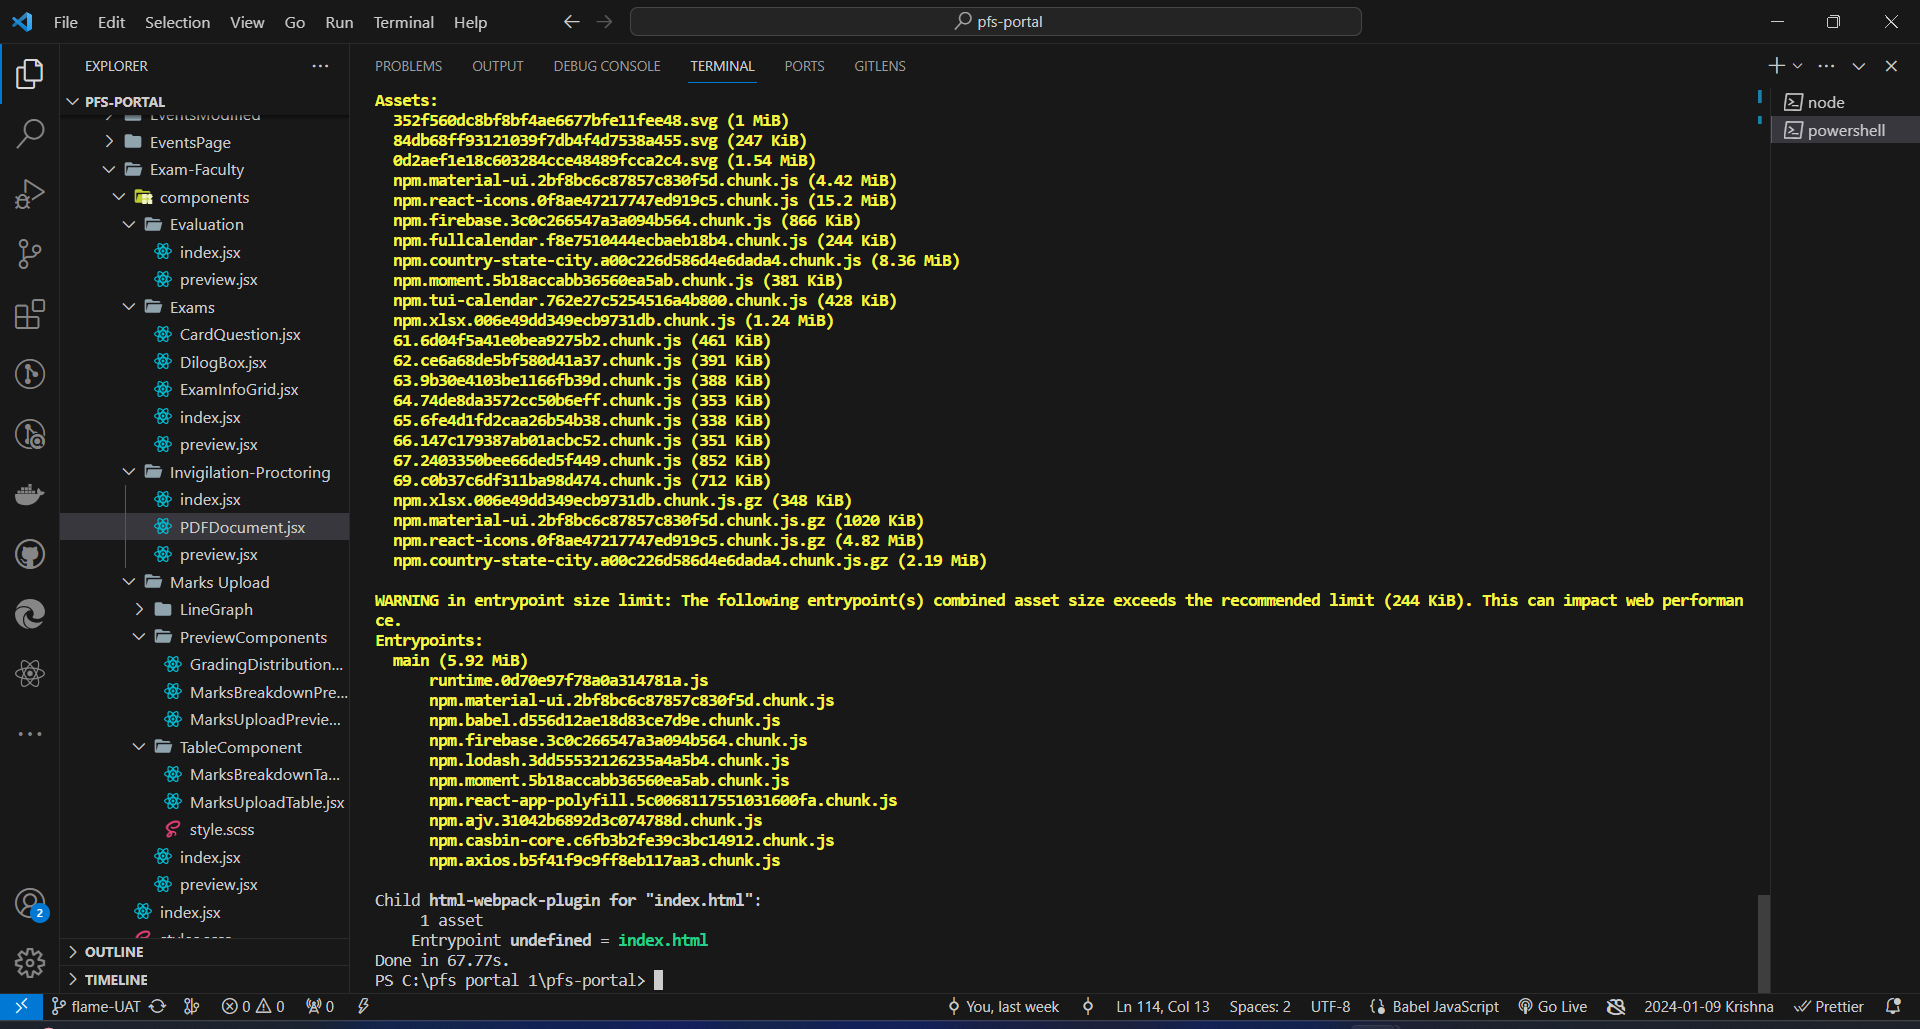 File Edit Selection View Go Run Terminal Help
pfs-portal
EXPLORER
PFS-PORTAL
EventsModified
EventsPage
Exam-Faculty
components
Evaluation
index.jsx
preview.jsx
Exams
CardQuestion.jsx
DilogBox.jsx
ExamInfoGrid.jsx
index.jsx
preview.jsx
Invigilation-Proctoring
index.jsx
PDFDocument.jsx
preview.jsx
Marks Upload
LineGraph
PreviewComponents
GradingDistribution...
MarksBreakdownPre...
MarksUploadPrevie...
TableComponent
MarksBreakdownTa...
MarksUploadTable.jsx
style.scss
index.jsx
preview.jsx
index.jsx
OUTLINE
TIMELINE
2
PROBLEMS OUTPUT DEBUG CONSOLE TERMINAL PORTS GITLENS
Assets:
352f560dc8bf8bf4ae6677bfe11fee48.svg (1 MiB)
84db68ff93121039f7db4f4d7538a455.svg (247 KiB)
0d2aef1e18c603284cce48489fcca2c4.svg (1.54 MiB)
npm.material-ui.2bf8bc6c87857c830f5d.chunk.js (4.42 MiB)
npm.react-icons.0f8ae47217747ed919c5.chunk.js (15.2 MiB)
npm.firebase.3c0c266547a3a094b564.chunk.js (866 KiB)
npm.fullcalendar.f8e7510444ecbaeb18b4.chunk.js (244 KiB)
npm.country-state-city.a00c226d586d4e6dada4.chunk.js (8.36 MiB)
npm.moment.5b18accabb36560ea5ab.chunk.js (381 KiB)
npm.tui-calendar.762e27c5254516a4b800.chunk.js (428 KiB)
npm.xlsx.006e49dd349ecb9731db.chunk.js (1.24 MiB)
61.6d04f5a41e0bea9275b2.chunk.js (461 KiB)
62.ce6a68de5bf580d41a37.chunk.js (391 KiB)
63.9b30e4103be1166fb39d.chunk.js (388 KiB)
64.74de8da3572cc50b6eff.chunk.js (353 KiB)
65.6fe4d1fd2caa26b54b38.chunk.js (338 KiB)
66.147c179387ab01acbc52.chunk.js (351 KiB)
67.2403350bee66ded5f449.chunk.js (852 KiB)
69.c0b37c6df311ba98d474.chunk.js (712 KiB)
npm.xlsx.006e49dd349ecb9731db.chunk.js.gz (348 KiB)
npm.material-ui.2bf8bc6c87857c830f5d.chunk.js.gz (1020 KiB)
npm.react-icons.0f8ae47217747ed919c5.chunk.js.gz (4.82 MiB)
npm.country-state-city.a00c226d586d4e6dada4.chunk.js.gz (2.19 MiB)
WARNING in entrypoint size limit: The following entrypoint(s) combined asset size exceeds the recommended limit (244 KiB). This can impact web performan
ce.
Entrypoints:
main (5.92 MiB)
runtime.0d70e97f78a0a314781a.js
npm.material-ui.2bf8bc6c87857c830f5d.chunk.js
npm.babel.d556d12ae18d83ce7d9e.chunk.js
npm.firebase.3c0c266547a3a094b564.chunk.js
npm.lodash.3dd55532126235a4a5b4.chunk.js
npm.moment.5b18accabb36560ea5ab.chunk.js
npm.react-app-polyfill.5c0068117551031600fa.chunk.js
npm.ajv.31042b6892d3c074788d.chunk.js
npm.casbin-core.c6fb3b2fe39c3bc14912.chunk.js
npm.axios.b5f41f9c9ff8eb117aa3.chunk.js
Child html-webpack-plugin for "index.html":
1 asset
Entrypoint undefined = index.html
Done in 67.77s.
PS C:\pfs portal 1\pfs-portal>
node
powershell
flame-UAT 0 0 0 You, last week Ln 114, Col 13 Spaces: 2 UTF-8 Babel JavaScript Go Live 2024-01-09 Krishna Prettier